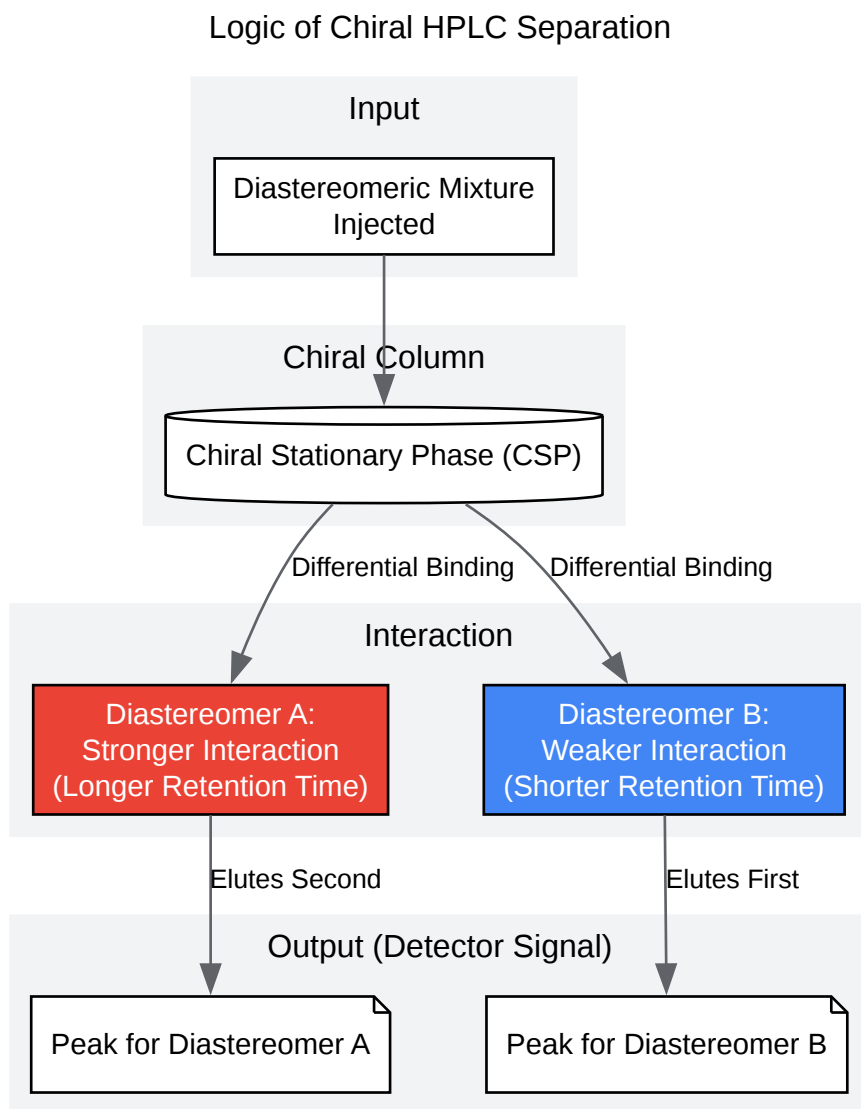 Logic of Chiral HPLC Separation
Input
Diastereomeric Mixture
Injected
Chiral Column
Chiral Stationary Phase (CSP)
Differential Binding
Differential Binding
Interaction
Diastereomer A:
Stronger Interaction
(Longer Retention Time)
Diastereomer B:
Weaker Interaction
(Shorter Retention Time)
Elutes Second
Elutes First
Output (Detector Signal)
Peak for Diastereomer A
Peak for Diastereomer B